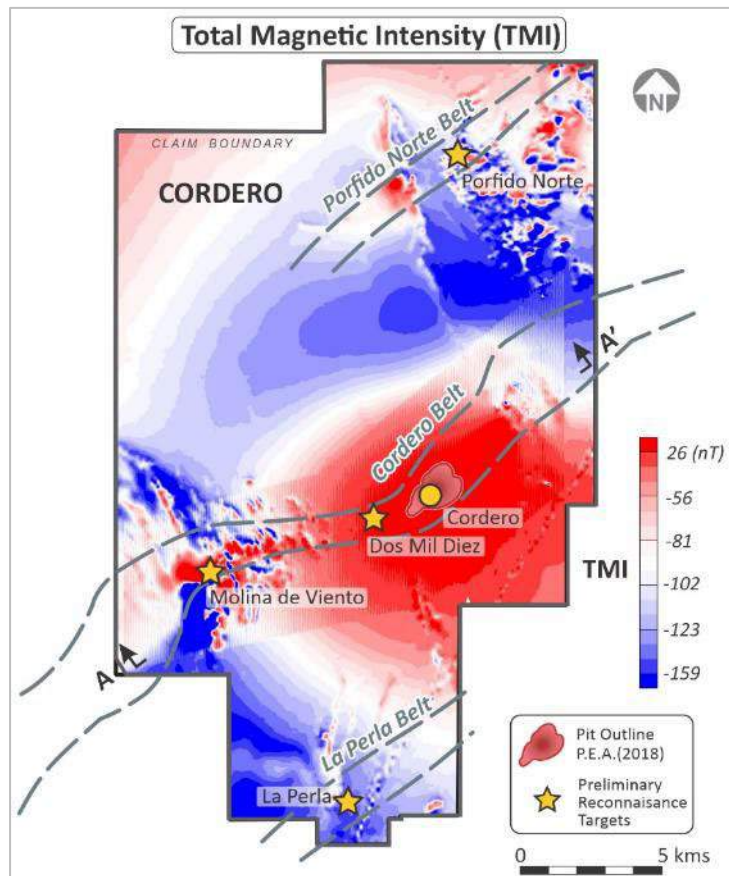 Total Magnetic Intensity (TMI)
N
CLAIM BOUNDARY
CORDERO
Porfido Norte Belt
Porfido Norte
A'
Cordero Belt
Cordero
Dos Mil Diez
Molina de Viento
A
La Perla Belt
La Perla
26 (nT)
-56
-81
-102
-123
-159
TMI
Pit Outline
P.E.A.(2018)
Preliminary
Reconnaisance
Targets
0 5 kms